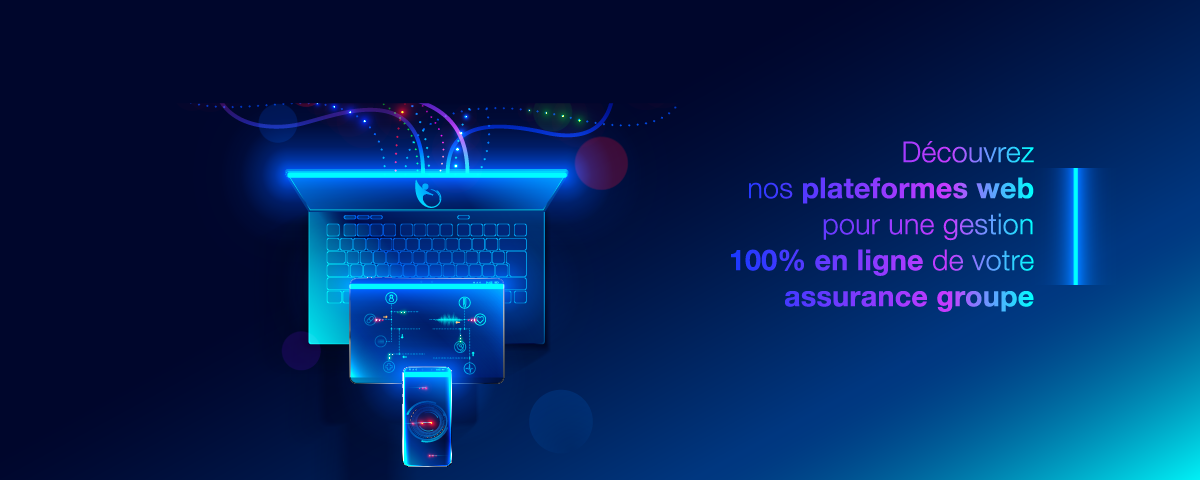 Découvrez
nos plateformes web
pour une gestion
100% en ligne de votre
assurance groupe